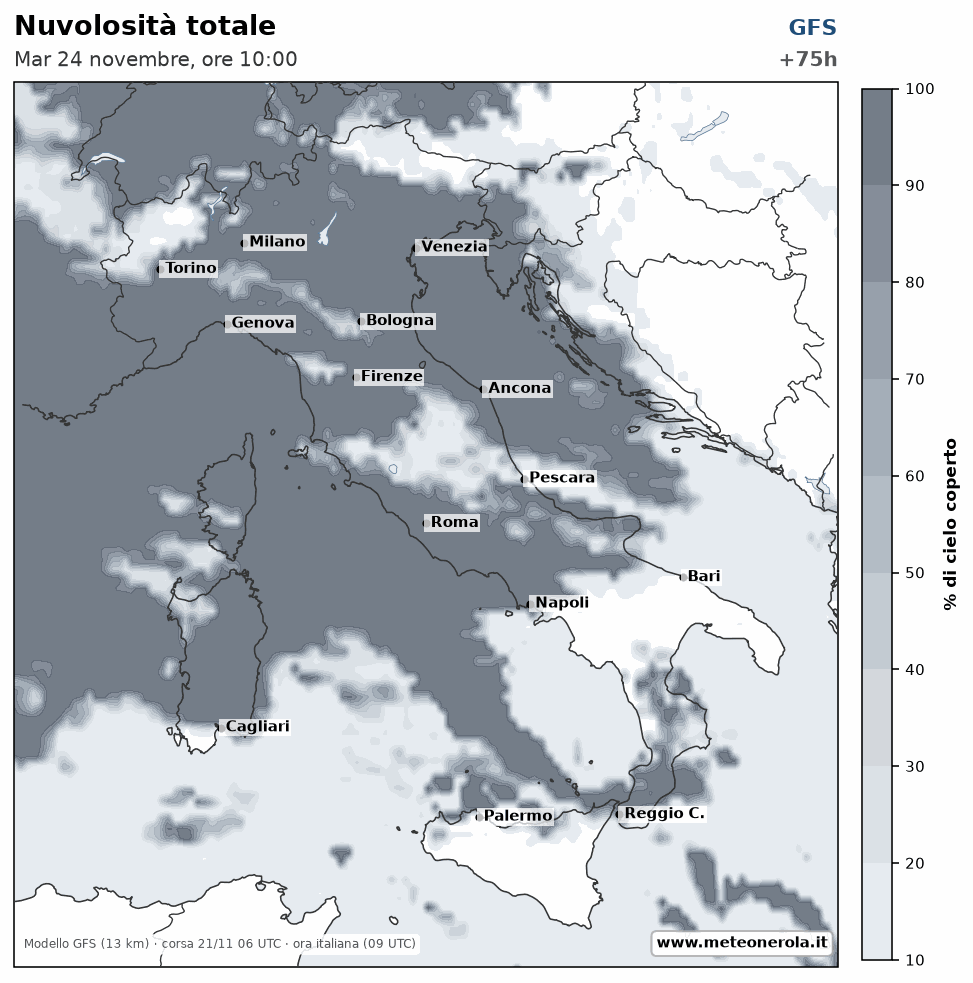 Nuvolosità totale
GFS
Mar 24 novembre, ore 10:00
+75h
Milano
Venezia
Torino
Genova
Bologna
Firenze
Ancona
Pescara
Roma
Bari
Napoli
Cagliari
Palermo
Reggio C.
100
90
80
70
60
50
40
30
20
10
% di cielo coperto
Modello GFS (13 km) · corsa 21/11 06 UTC · ora italiana (09 UTC)
www.meteonerola.it